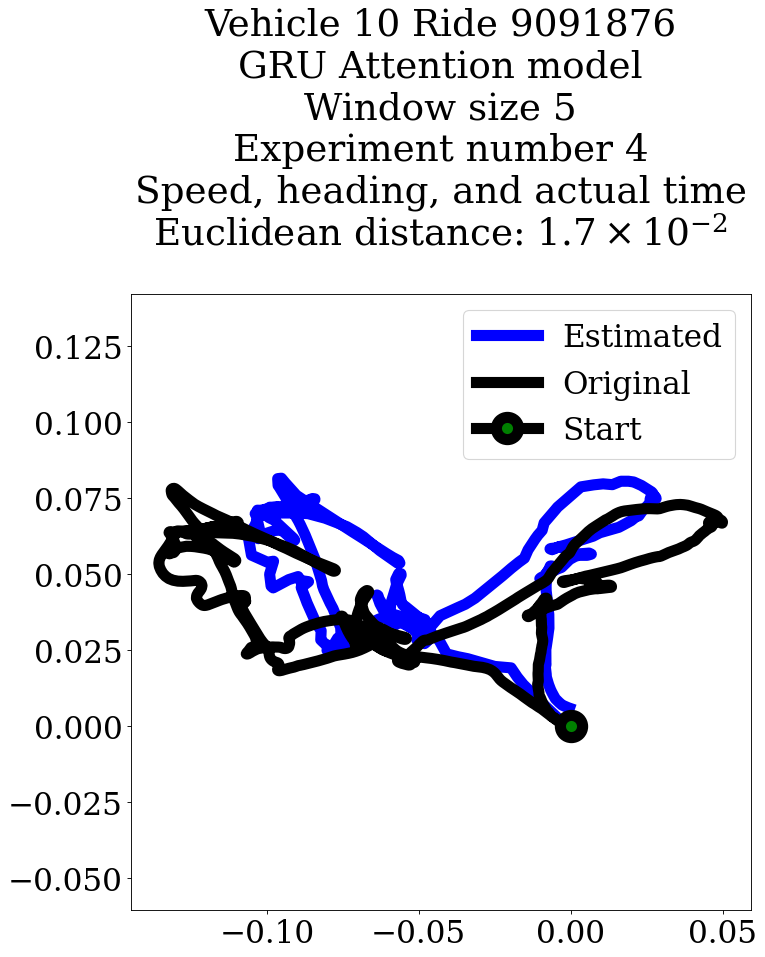 Vehicle 10 Ride 9091876
GRU Attention model
Window size 5
Experiment number 4
Speed, heading, and actual time
Euclidean distance: 1.7 × 10⁻²
Estimated
Original
Start
0.125
0.100
0.075
0.050
0.025
0.000
−0.025
−0.050
−0.10
−0.05
0.00
0.05